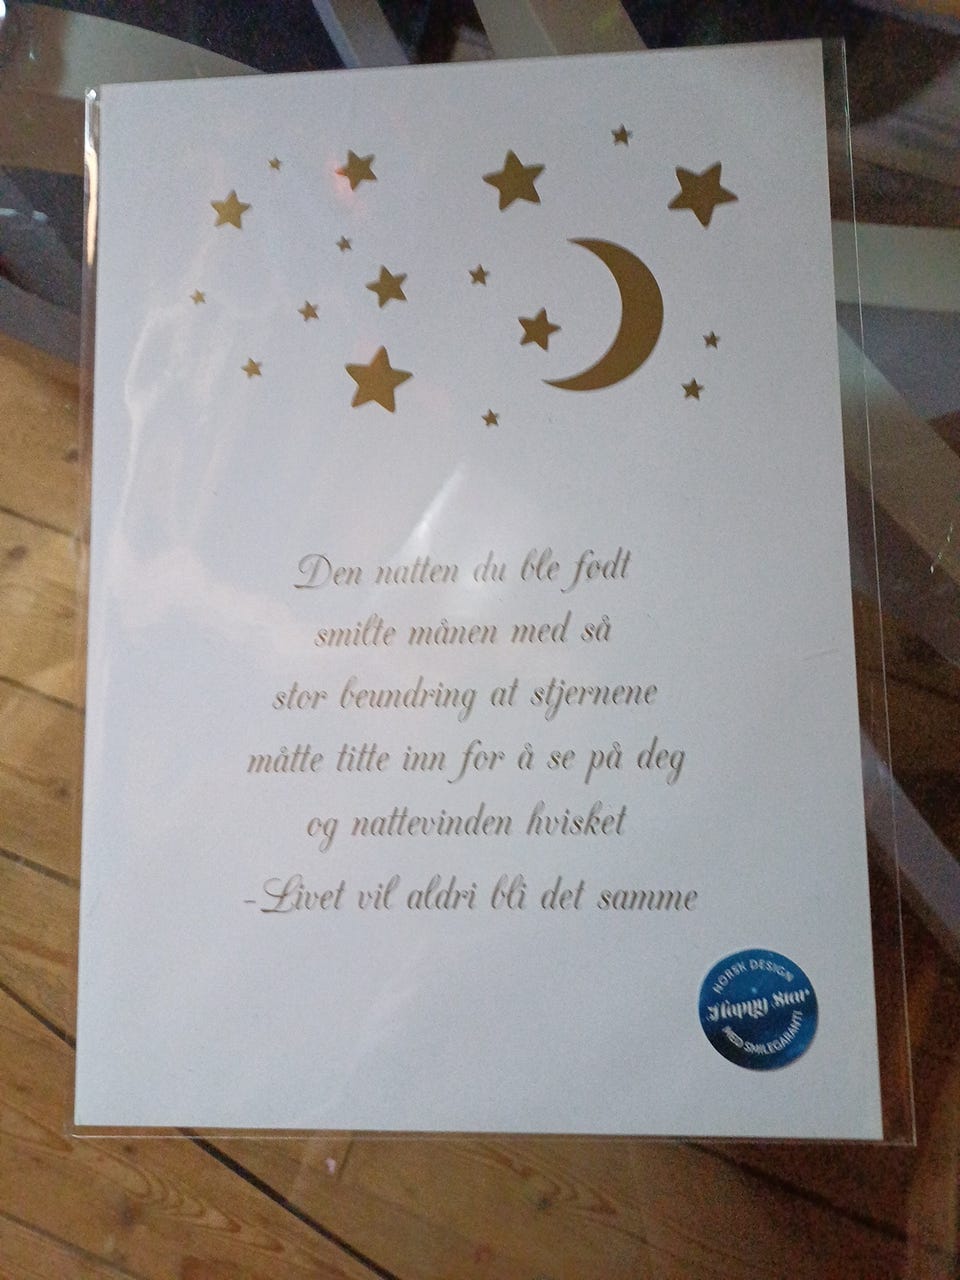 Den natten du ble født
smilte månen med så
stor beundring at stjernene
måtte titte inn for å se på deg
og nattevinden hvisket
-Livet vil aldri bli det samme
NORSK DESIGN
Happy Star
MED SMILEGARANTI